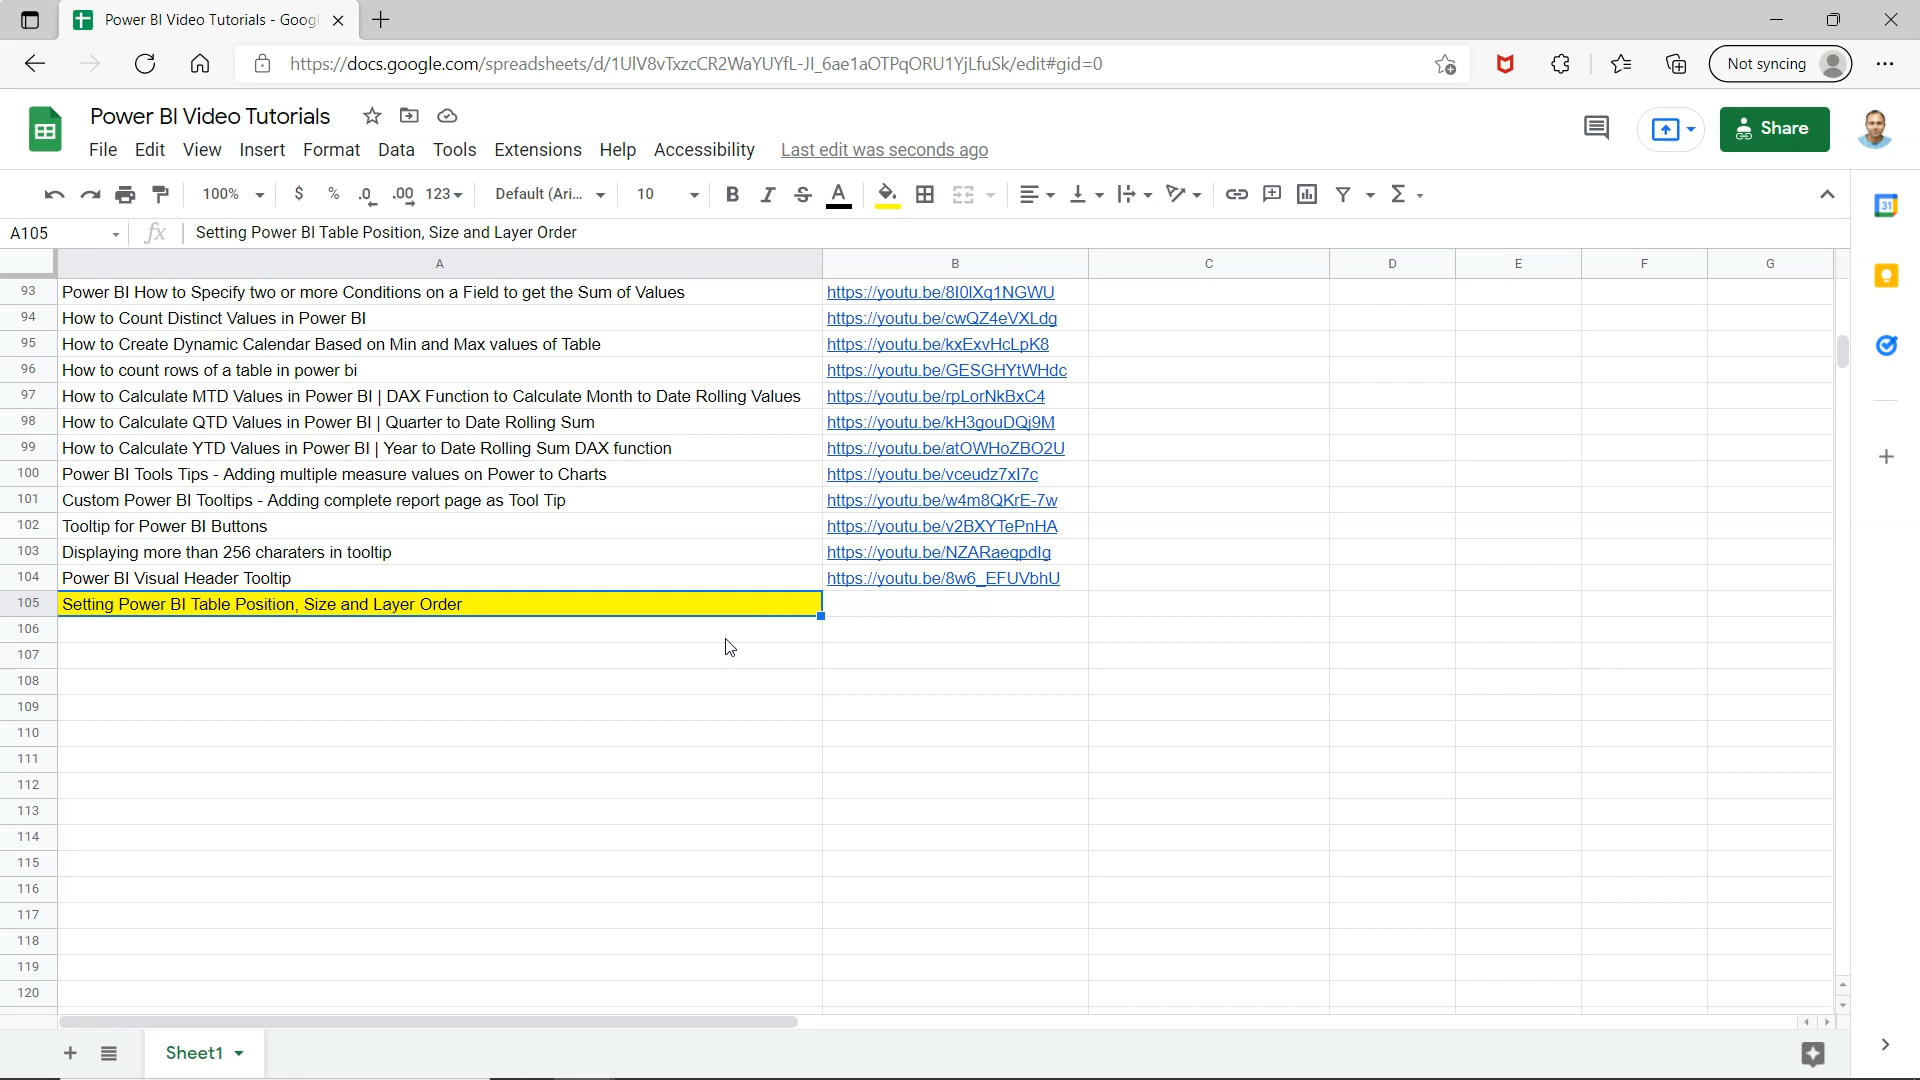 Power BI Video Tutorials - Goog
https://docs.google.com/spreadsheets/d/1UlV8vTxzcCR2WaYUYfL-JI_6ae1aOTPqORU1YjLfuSk/edit#gid=0
Not syncing
Power BI Video Tutorials
File Edit View Insert Format Data Tools Extensions Help Accessibility Last edit was seconds ago
Share
100% $ % .0 .00 123 Default (Ari... 10 B I S A Σ
31
A105 fx Setting Power BI Table Position, Size and Layer Order
A B C D E F G
93 Power BI How to Specify two or more Conditions on a Field to get the Sum of Values https://youtu.be/8I0lXq1NGWU
94 How to Count Distinct Values in Power BI https://youtu.be/cwQZ4eVXLdg
95 How to Create Dynamic Calendar Based on Min and Max values of Table https://youtu.be/kxExvHcLpK8
96 How to count rows of a table in power bi https://youtu.be/GESGHYtWHdc
97 How to Calculate MTD Values in Power BI | DAX Function to Calculate Month to Date Rolling Values https://youtu.be/rpLorNkBxC4
98 How to Calculate QTD Values in Power BI | Quarter to Date Rolling Sum https://youtu.be/kH3gouDQj9M
99 How to Calculate YTD Values in Power BI | Year to Date Rolling Sum DAX function https://youtu.be/atOWHoZBO2U
100 Power BI Tools Tips - Adding multiple measure values on Power to Charts https://youtu.be/vceudz7xI7c
101 Custom Power BI Tooltips - Adding complete report page as Tool Tip https://youtu.be/w4m8QKrE-7w
102 Tooltip for Power BI Buttons https://youtu.be/v2BXYTePnHA
103 Displaying more than 256 charaters in tooltip https://youtu.be/NZARaeqpdlg
104 Power BI Visual Header Tooltip https://youtu.be/8w6_EFUVbhU
105 Setting Power BI Table Position, Size and Layer Order
106
107
108
109
110
111
112
113
114
115
116
117
118
119
120
Sheet1